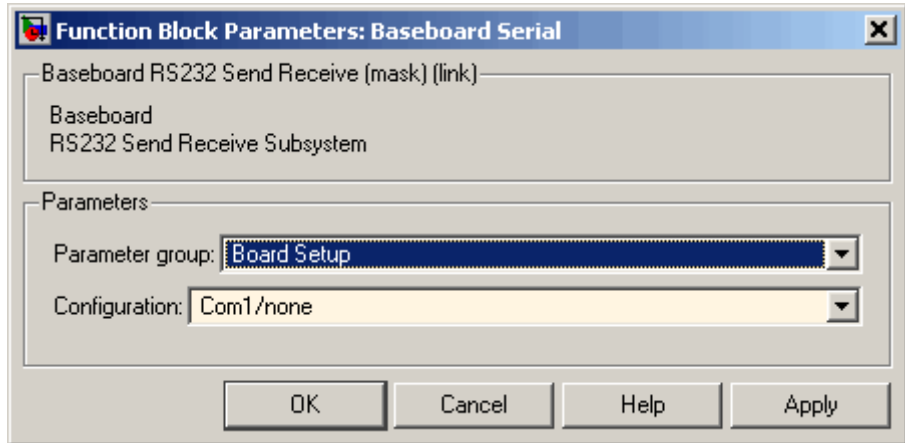 Function Block Parameters: Baseboard Serial
Baseboard RS232 Send Receive (mask) (link)
Baseboard
RS232 Send Receive Subsystem
Parameters
Parameter group: Board Setup
Configuration: Com1/none
OK Cancel Help Apply